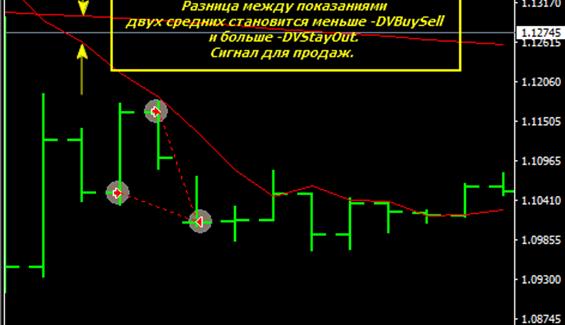 Разница между показаниями
двух средних становится меньше -DVBuySell
и больше -DVStayOut.
Сигнал для продаж.
1.13170
1.12745
1.12615
1.12060
1.11505
1.10965
1.10410
1.09855
1.09300
1.08745